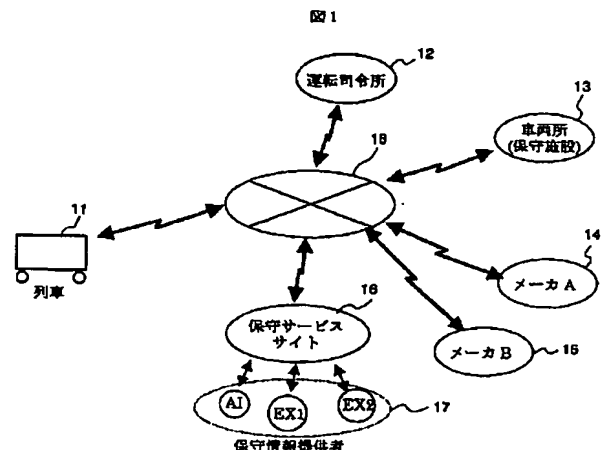 図1
12
運転司令所
13
車両所
(保守施設)
18
11
列車
14
メーカA
16
保守サービス
サイト
メーカB
15
AI
EX1
EX2
17
保守情報提供者